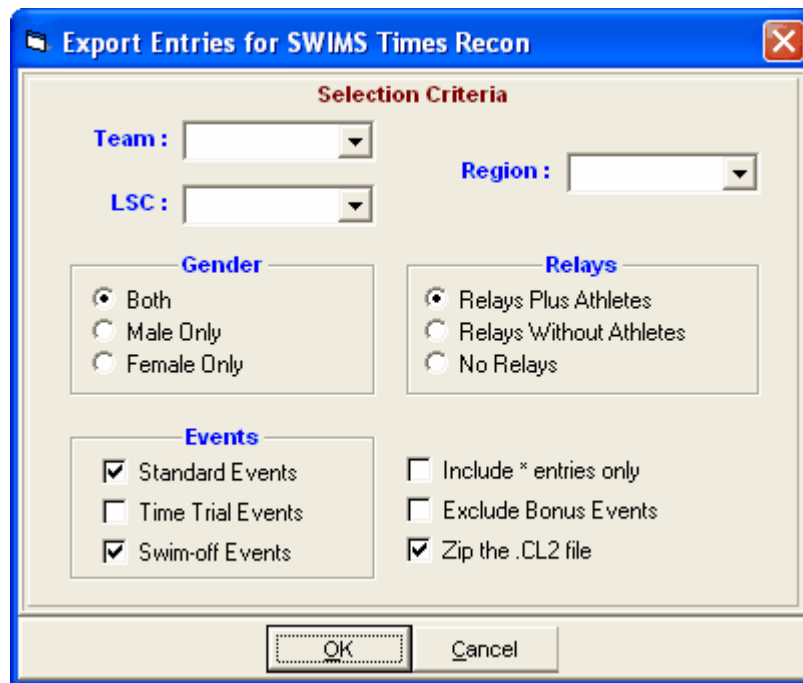 Export Entries for SWIMS Times Recon
Selection Criteria
Team :
Region :
LSC :
Gender
Both
Male Only
Female Only
Relays
Relays Plus Athletes
Relays Without Athletes
No Relays
Events
Standard Events
Time Trial Events
Swim-off Events
Include * entries only
Exclude Bonus Events
Zip the .CL2 file
OK
Cancel